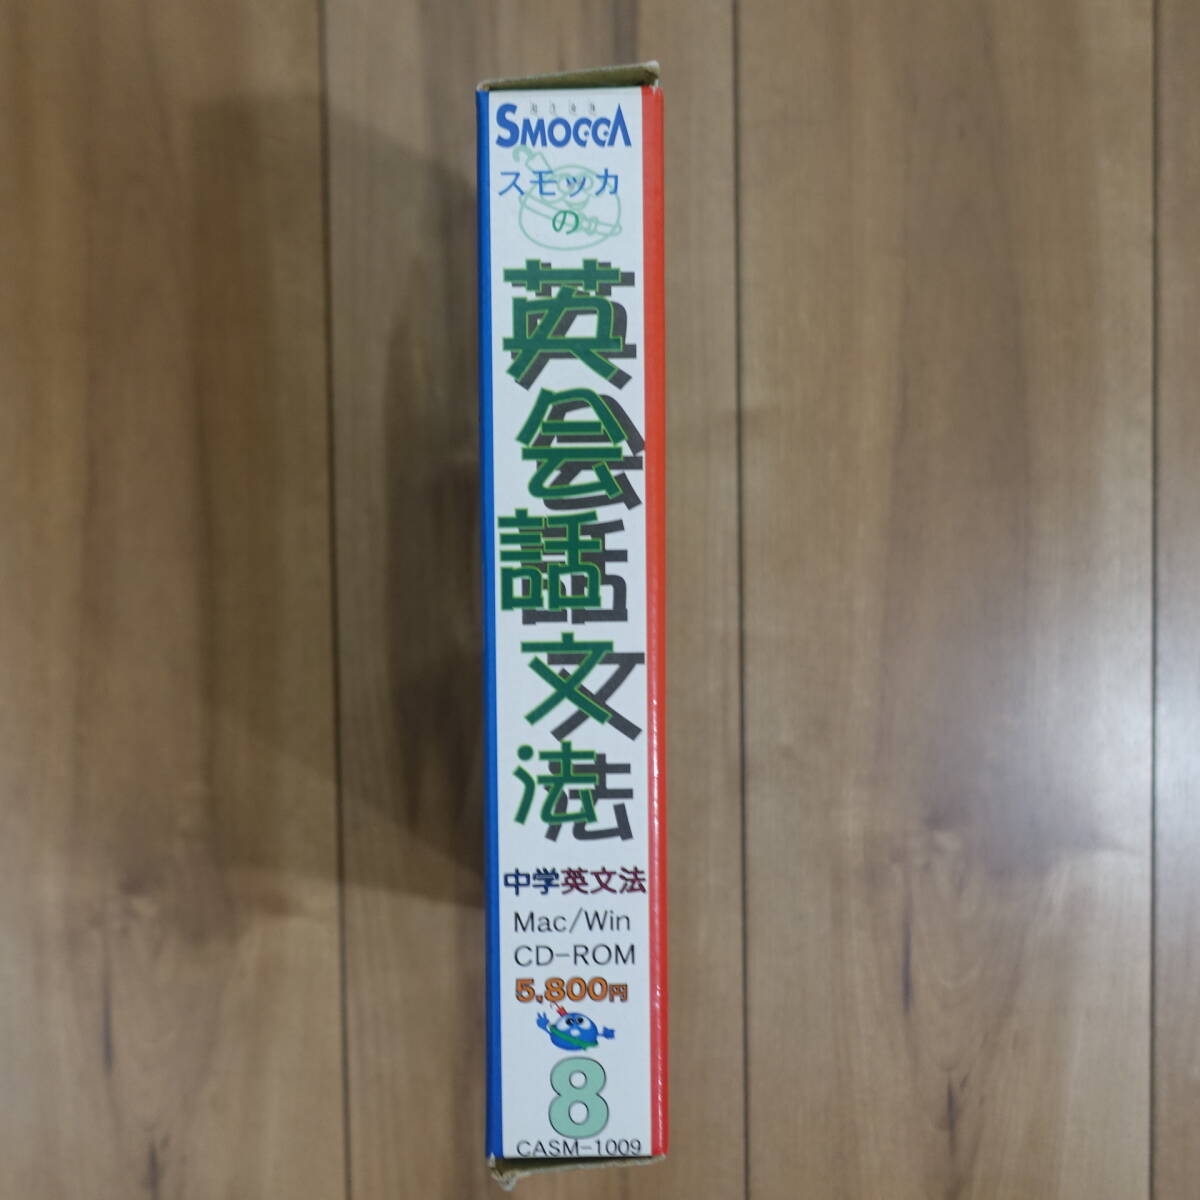 SMOCCA
スモッカ
の
英会話文法
中学英文法
Mac/Win
CD-ROM
5,800円
8
CASM-1009